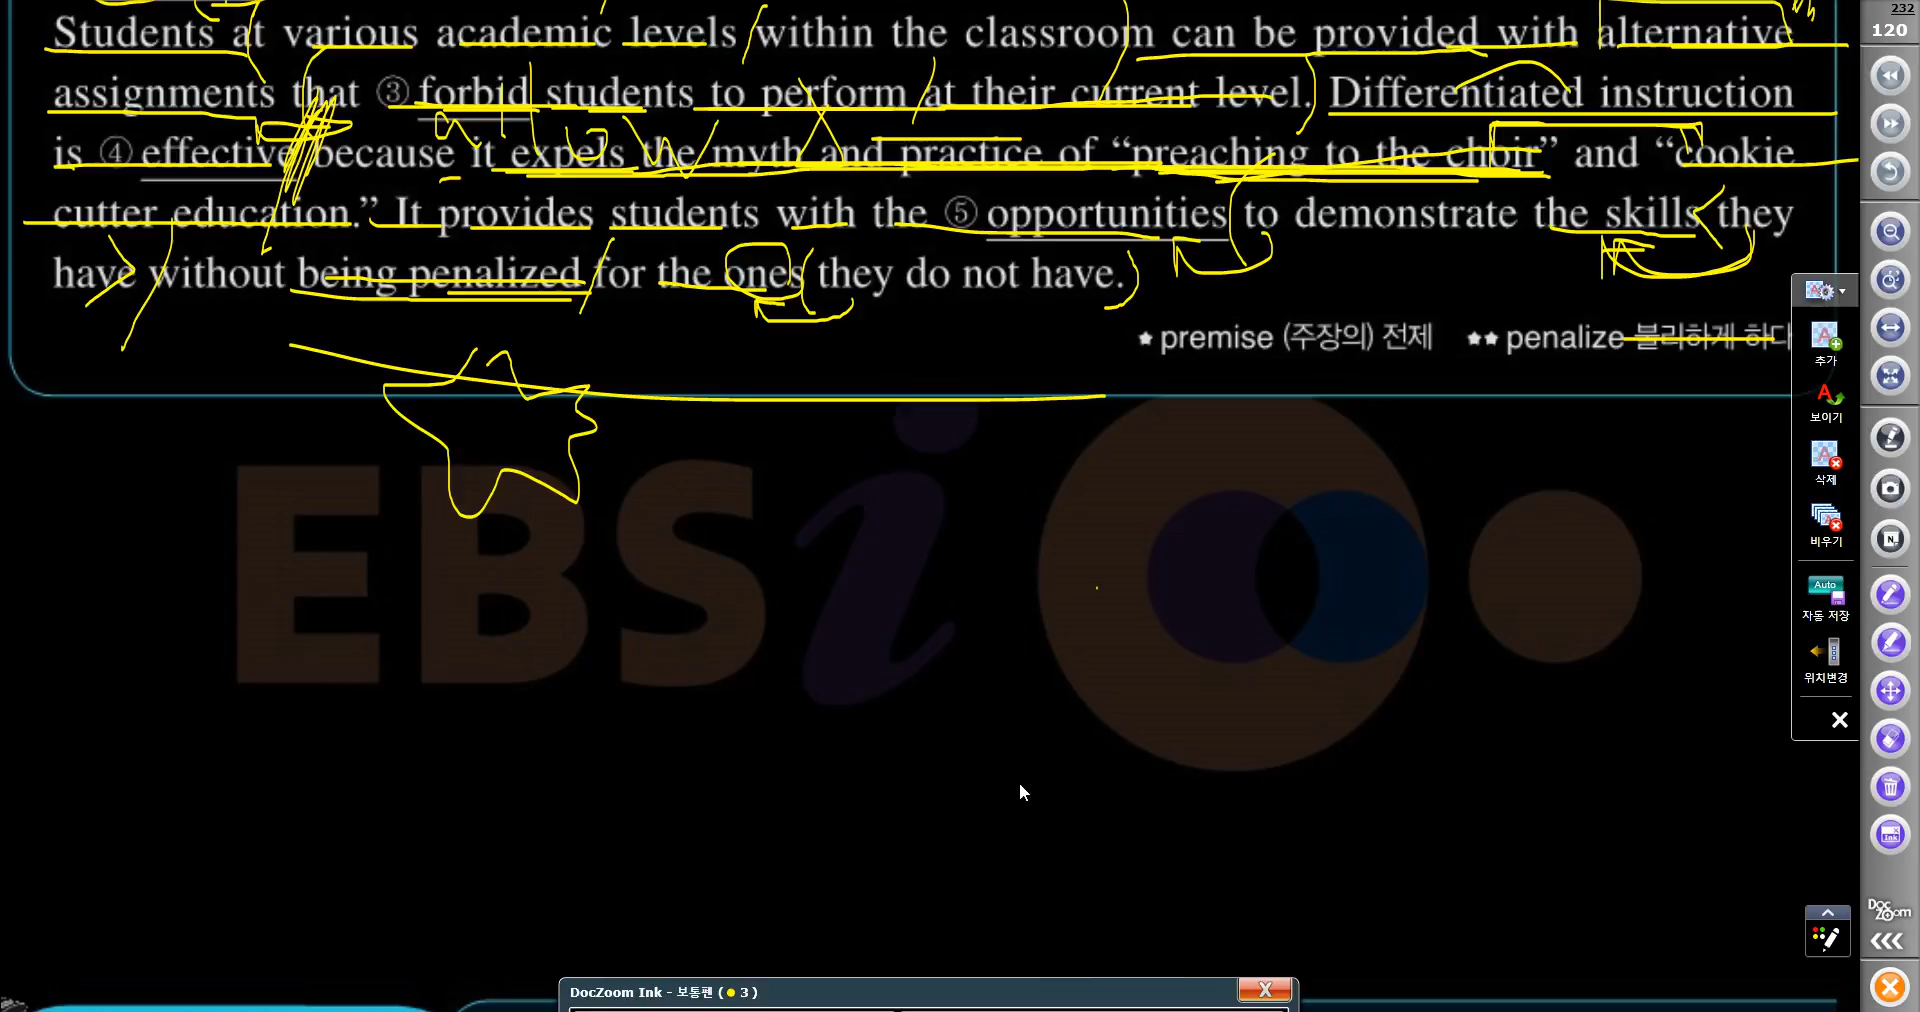 232
120
Students at various academic levels within the classroom can be provided with alternative
assignments that ③ forbid students to perform at their current level. Differentiated instruction
is ④ effective because it expels the myth and practice of “preaching to the choir” and “cookie
cutter education.” It provides students with the ⑤ opportunities to demonstrate the skills they
have without being penalized for the ones they do not have.
★ premise (주장의) 전제 ★★ penalize 불리하게 하다
추가
보이기
삭제
비우기
Auto
자동 저장
위치변경
EBSi
Doc Zoom
DocZoom Ink - 보통펜 ( 3 )